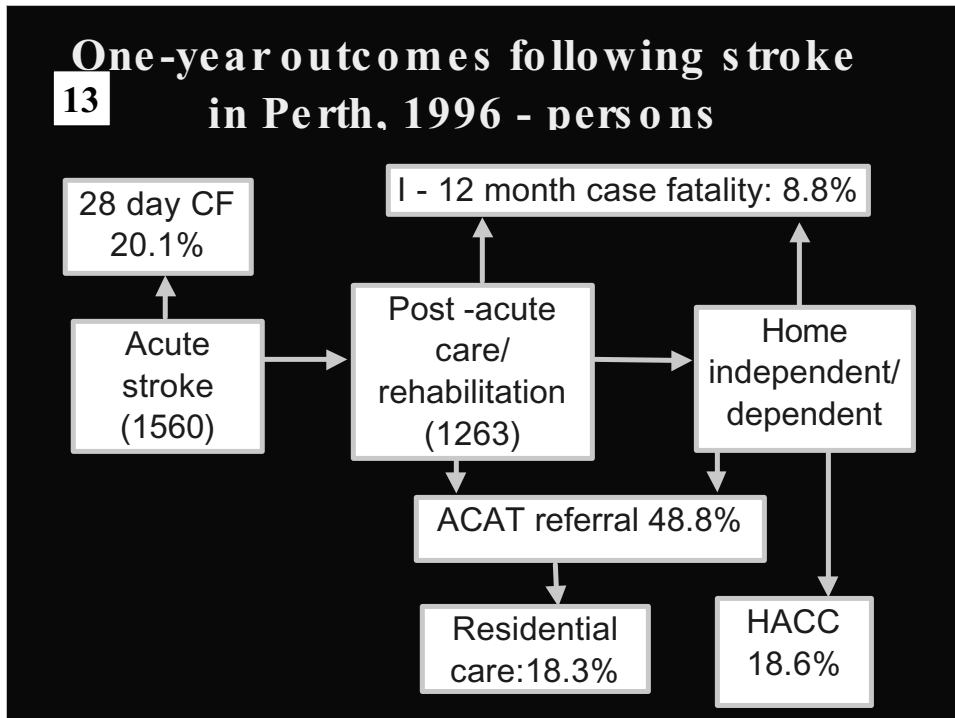 One-year outcomes following stroke
13
in Perth, 1996 - persons
28 day CF
20.1%
I - 12 month case fatality: 8.8%
Acute
stroke
(1560)
Post -acute
care/
rehabilitation
(1263)
Home
independent/
dependent
ACAT referral 48.8%
Residential
care:18.3%
HACC
18.6%